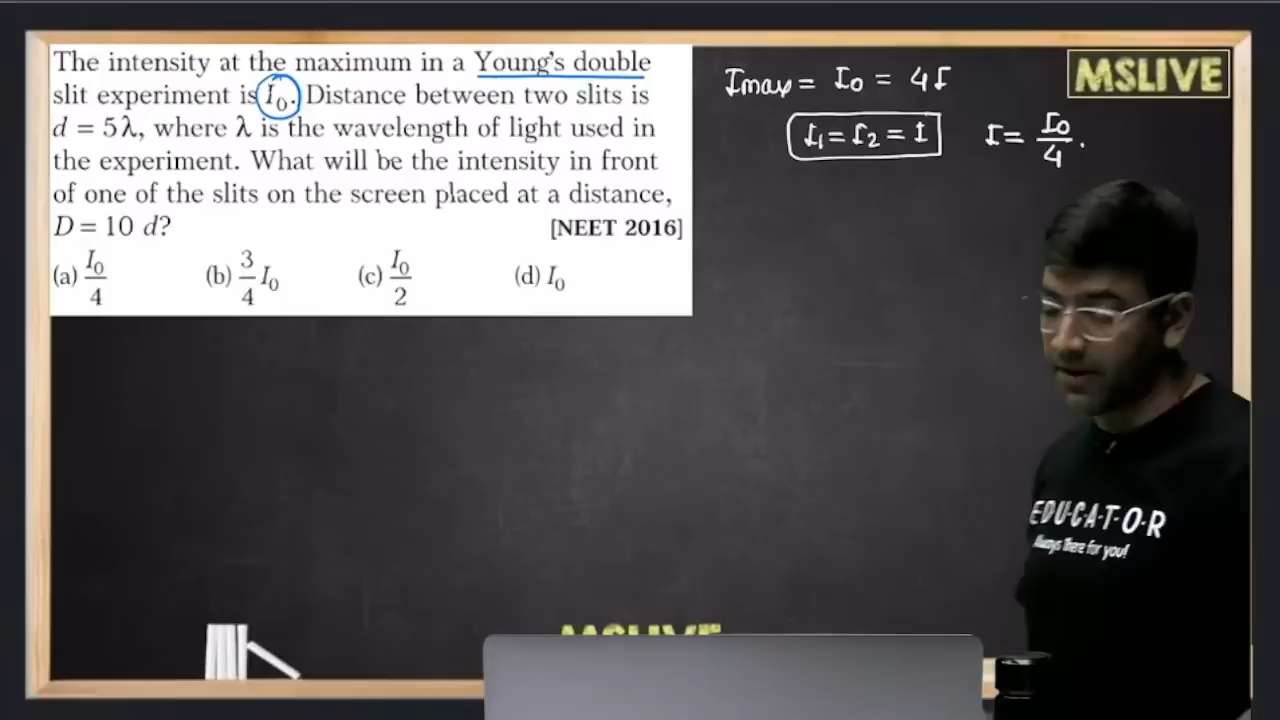 The intensity at the maximum in a Young's double
slit experiment is I₀. Distance between two slits is
d = 5λ, where λ is the wavelength of light used in
the experiment. What will be the intensity in front
of one of the slits on the screen placed at a distance,
D = 10 d? [NEET 2016]
(a) I₀/4 (b) 3/4 I₀ (c) I₀/2 (d) I₀
Imax = I₀ = 4I
I₁ = I₂ = I I = I₀/4.
MSLIVE
E·D·U·C·A·T·O·R
Always There for you!
MSLIVE